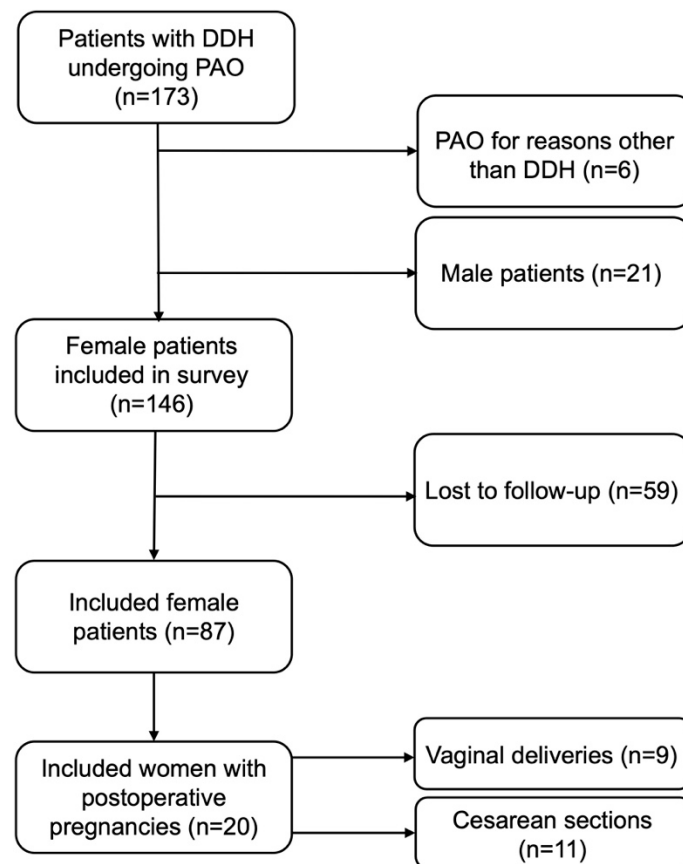 Patients with DDH
undergoing PAO
(n=173)
PAO for reasons other
than DDH (n=6)
Male patients (n=21)
Female patients
included in survey
(n=146)
Lost to follow-up (n=59)
Included female
patients (n=87)
Vaginal deliveries (n=9)
Included women with
postoperative
pregnancies (n=20)
Cesarean sections
(n=11)